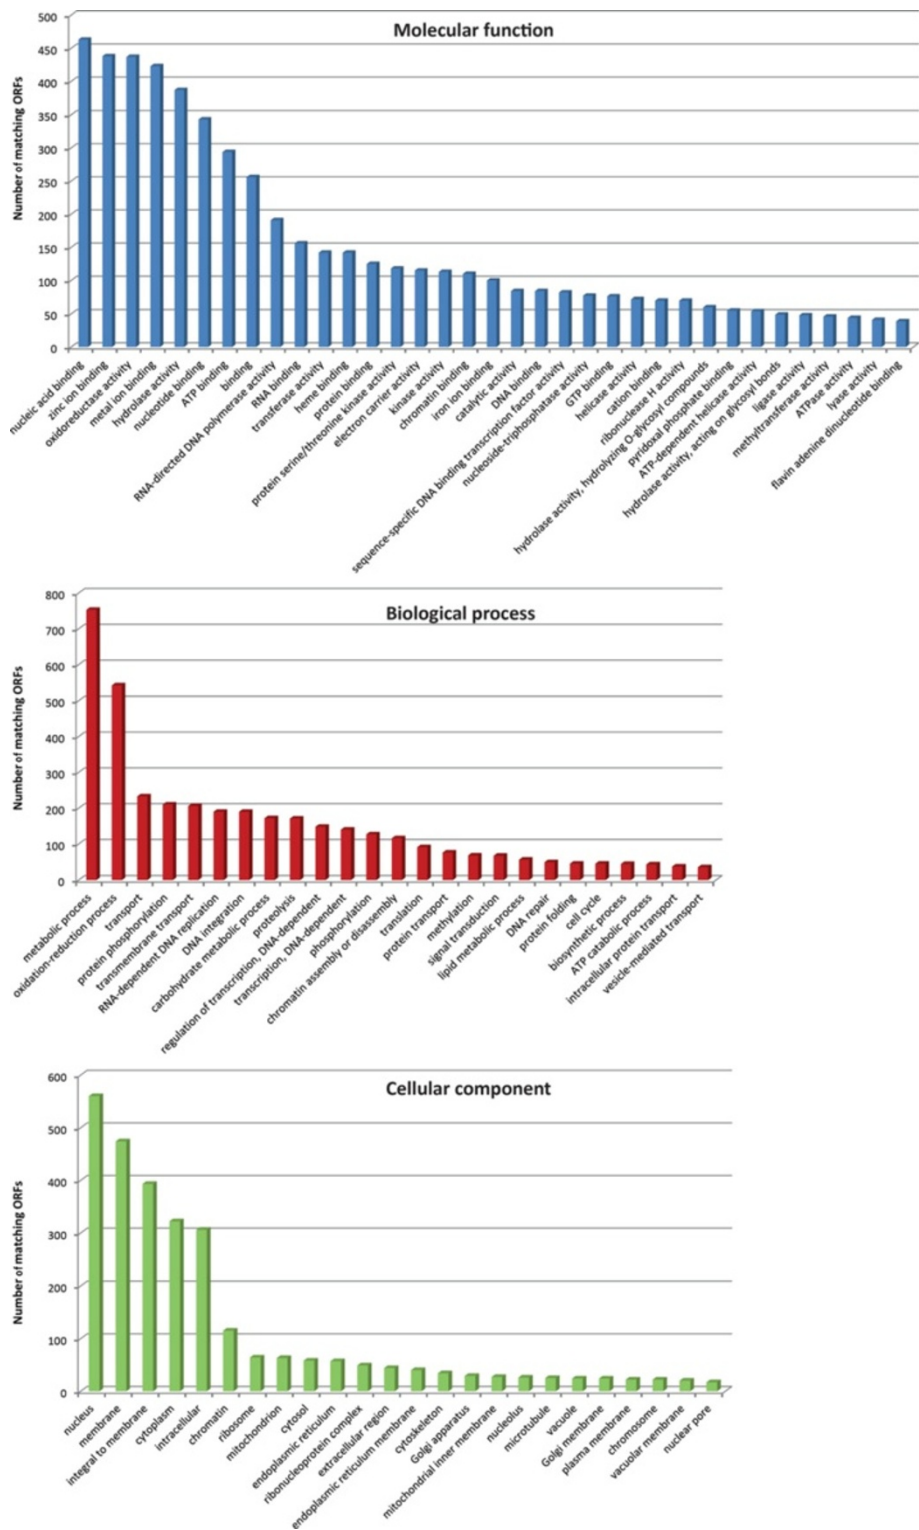 Molecular function
Number of matching ORFs
500
450
400
350
300
250
200
150
100
50
0
nucleic acid binding
zinc ion binding
oxidoreductase activity
metal ion binding
hydrolase activity
nucleotide binding
ATP binding
binding
RNA-directed DNA polymerase activity
RNA binding
transferase activity
heme binding
protein binding
protein serine/threonine kinase activity
electron carrier activity
kinase activity
chromatin binding
iron ion binding
catalytic activity
DNA binding
sequence-specific DNA binding transcription factor activity
nucleoside-triphosphatase activity
GTP binding
helicase activity
cation binding
ribonuclease H activity
hydrolase activity, hydrolyzing O-glycosyl compounds
pyridoxal phosphate binding
ATP-dependent helicase activity
hydrolase activity, acting on glycosyl bonds
ligase activity
methyltransferase activity
ATPase activity
lyase activity
flavin adenine dinucleotide binding
Biological process
Number of matching ORFs
800
700
600
500
400
300
200
100
0
metabolic process
oxidation-reduction process
transport
protein phosphorylation
transmembrane transport
RNA-dependent DNA replication
DNA integration
carbohydrate metabolic process
proteolysis
regulation of transcription, DNA-dependent
transcription, DNA-dependent
phosphorylation
chromatin assembly or disassembly
translation
protein transport
methylation
signal transduction
lipid metabolic process
DNA repair
protein folding
cell cycle
biosynthetic process
ATP catabolic process
intracellular protein transport
vesicle-mediated transport
Cellular component
Number of matching ORFs
600
500
400
300
200
100
0
nucleus
membrane
integral to membrane
cytoplasm
intracellular
chromatin
ribosome
mitochondrion
cytosol
endoplasmic reticulum
ribonucleoprotein complex
extracellular region
endoplasmic reticulum membrane
cytoskeleton
Golgi apparatus
mitochondrial inner membrane
nucleolus
microtubule
vacuole
Golgi membrane
plasma membrane
chromosome
vacuolar membrane
nuclear pore